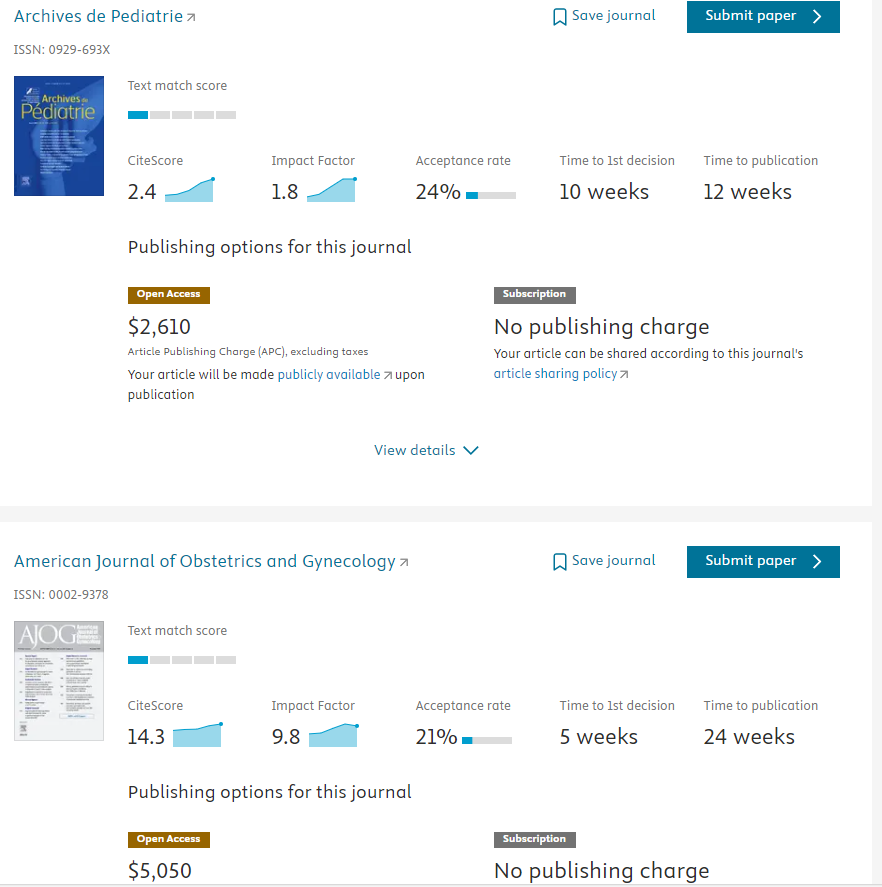 Archives de Pediatrie
Save journal
Submit paper
ISSN: 0929-693X
Archives de
Pédiatrie
Text match score
CiteScore
Impact Factor
Acceptance rate
Time to 1st decision
Time to publication
2.4
1.8
24%
10 weeks
12 weeks
Publishing options for this journal
Open Access
Subscription
$2,610
No publishing charge
Article Publishing Charge (APC), excluding taxes
Your article can be shared according to this journal's
article sharing policy
Your article will be made publicly available upon
publication
View details
American Journal of Obstetrics and Gynecology
Save journal
Submit paper
ISSN: 0002-9378
AJOG
American
Journal of
Obstetrics &
Gynecology
Text match score
CiteScore
Impact Factor
Acceptance rate
Time to 1st decision
Time to publication
14.3
9.8
21%
5 weeks
24 weeks
Publishing options for this journal
Open Access
Subscription
$5,050
No publishing charge